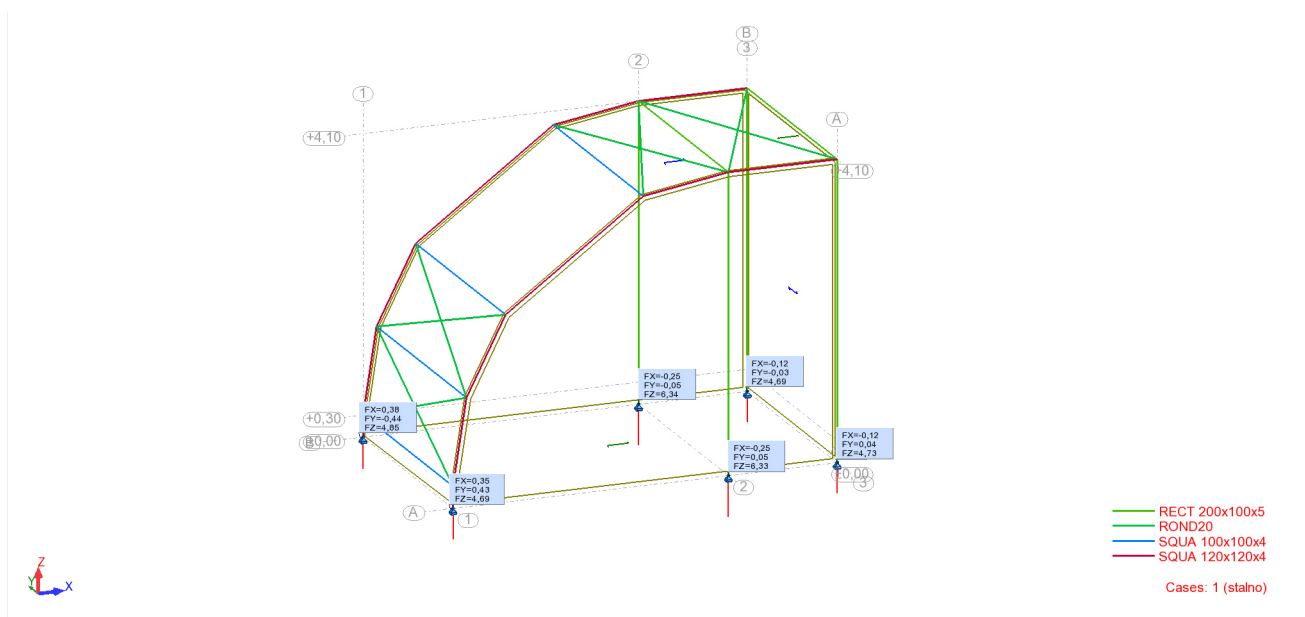 B
3
2
1
+4,10
A
+4,10
FX=-0,12
FY=-0,03
FZ=4,69
FX=-0,25
FY=-0,05
FZ=6,34
FX=0,38
FY=-0,44
FZ=4,85
+0,30
B
±0,00
FX=-0,12
FY=0,04
FZ=4,73
FX=-0,25
FY=0,05
FZ=6,33
±0,00
3
FX=0,35
FY=0,43
FZ=4,69
2
A
1
RECT 200x100x5
ROND20
SQUA 100x100x4
SQUA 120x120x4
Cases: 1 (stalno)
Z
Y
X